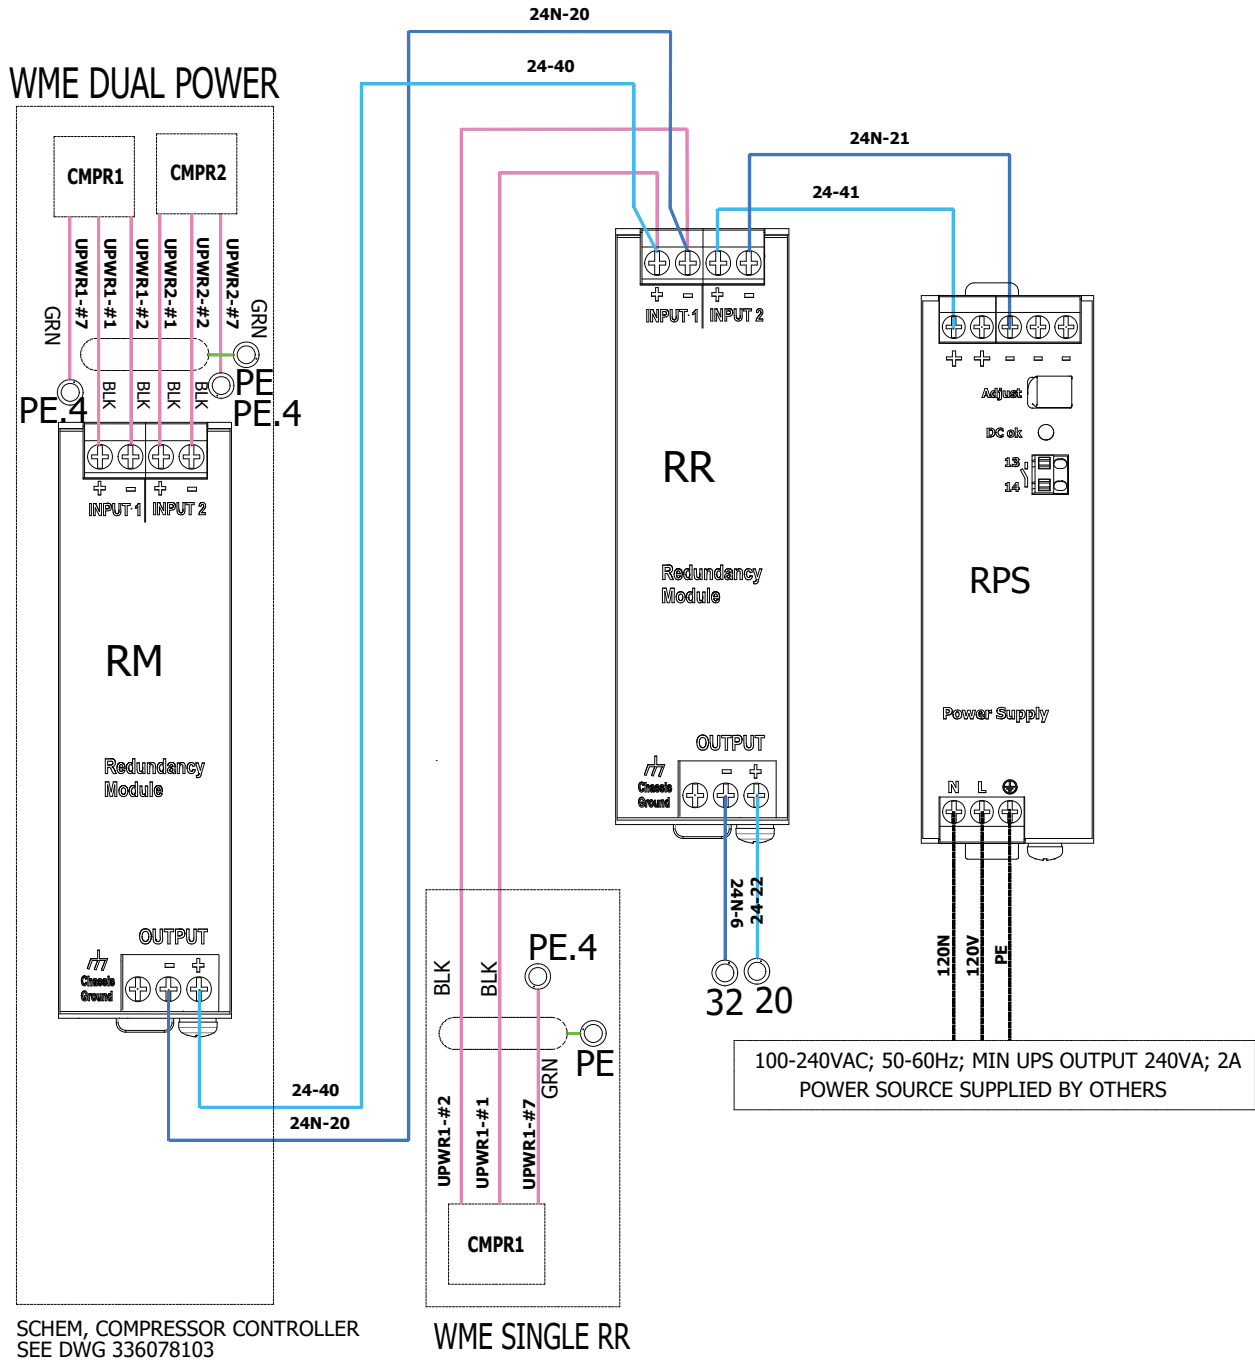 24N-20
24-40
WME DUAL POWER
CMPR1
CMPR2
24N-21
24-41
UPWR1-#7
UPWR1-#1
UPWR1-#2
UPWR2-#1
UPWR2-#2
UPWR2-#7
GRN
GRN
BLK
BLK
BLK
BLK
PE
PE.4
PE.4
+ - + -
INPUT 1 INPUT 2
RM
Redundancy
Module
OUTPUT
- +
Chassis
Ground
24-40
24N-20
SCHEM, COMPRESSOR CONTROLLER
SEE DWG 336078103
+ - + -
INPUT 1 INPUT 2
RR
Redundancy
Module
OUTPUT
- +
Chassis
Ground
24N-6
24-22
32 20
+ + - - -
Adjust
DC ok
13
14
RPS
Power Supply
N L
120N
120V
PE
100-240VAC; 50-60Hz; MIN UPS OUTPUT 240VA; 2A
POWER SOURCE SUPPLIED BY OTHERS
BLK
BLK
PE.4
PE
GRN
UPWR1-#2
UPWR1-#1
UPWR1-#7
CMPR1
WME SINGLE RR